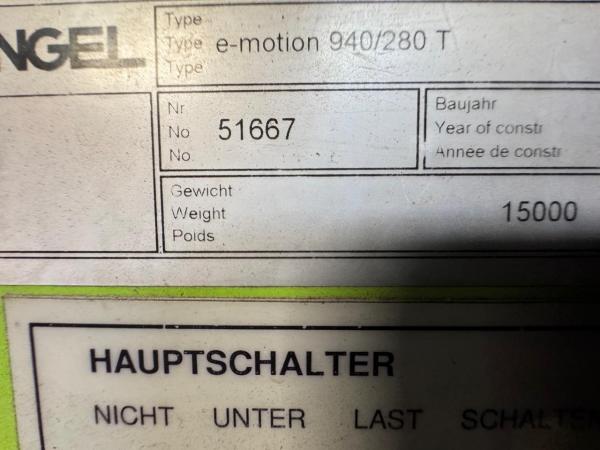 NGEL
Type
Type e-motion 940/280 T
Type
Nr
No 51667
No.
Baujahr
Year of constr
Année de constr
Gewicht
Weight 15000
Poids
HAUPTSCHALTER
NICHT UNTER LAST SCHALTEN